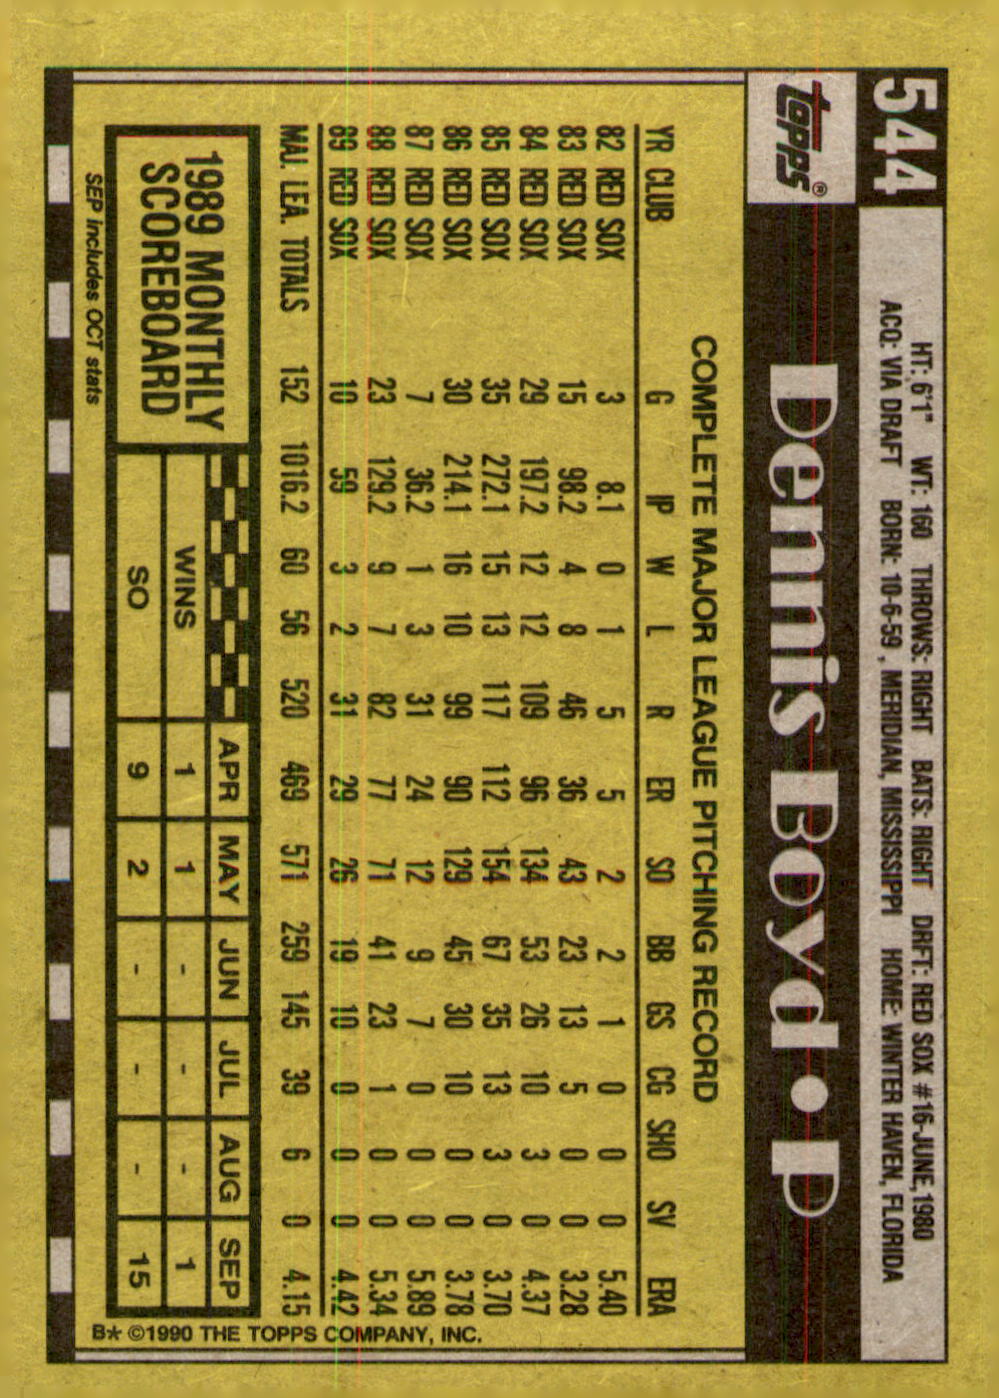 544
HT: 6'1" WT: 160 THROWS: RIGHT BATS: RIGHT DRFT: RED SOX #16-JUNE,1980
ACQ: VIA DRAFT BORN: 10-6-59, MERIDIAN, MISSISSIPPI HOME: WINTER HAVEN, FLORIDA
topps®
Dennis Boyd • P
COMPLETE MAJOR LEAGUE PITCHING RECORD
YR CLUB G IP W L R ER SO BB GS CG SHO SV ERA
82 RED SOX 3 8.1 0 1 5 5 2 2 1 0 0 0 5.40
83 RED SOX 15 98.2 4 8 46 36 43 23 13 5 0 0 3.28
84 RED SOX 29 197.2 12 12 109 96 134 53 26 10 3 0 4.37
85 RED SOX 35 272.1 15 13 117 112 154 67 35 13 3 0 3.70
86 RED SOX 30 214.1 16 10 99 90 129 45 30 10 0 0 3.78
87 RED SOX 7 36.2 1 3 31 24 12 9 7 0 0 0 5.89
88 RED SOX 23 129.2 9 7 82 77 71 41 23 1 0 0 5.34
89 RED SOX 10 59 3 2 31 29 26 19 10 0 0 0 4.42
MAJ. LEA. TOTALS 152 1016.2 60 56 520 469 571 259 145 39 6 0 4.15
1989 MONTHLY
SCOREBOARD
APR MAY JUN JUL AUG SEP
WINS 1 1 - - - 1
SO 9 2 - - - 15
SEP includes OCT stats
B* ©1990 THE TOPPS COMPANY, INC.